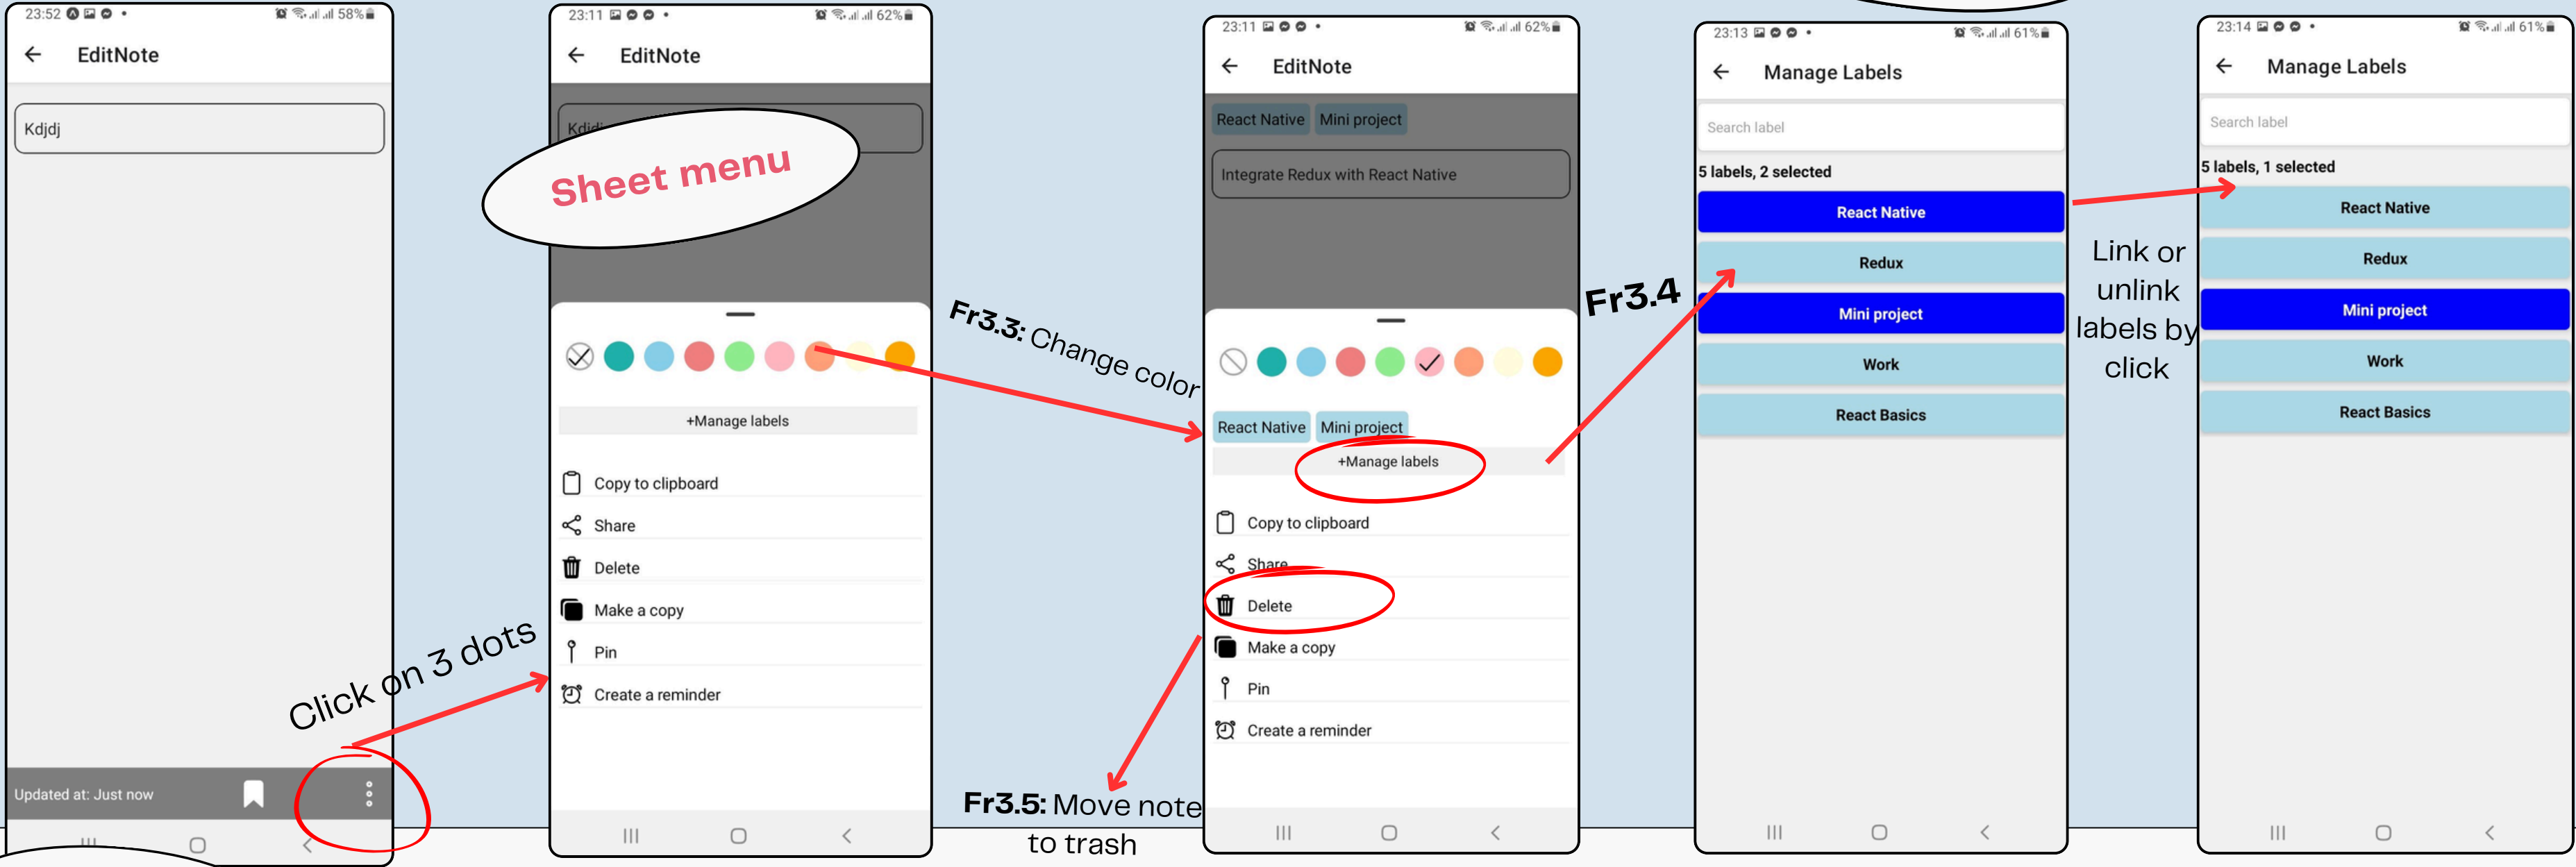 23:52
58%
EditNote
Kdjdj
Updated at: Just now
Click on 3 dots
23:11
62%
EditNote
Sheet menu
+Manage labels
Copy to clipboard
Share
Delete
Make a copy
Pin
Create a reminder
Fr3.3: Change color
Fr3.5: Move note
to trash
23:11
62%
EditNote
React Native Mini project
Integrate Redux with React Native
React Native Mini project
+Manage labels
Copy to clipboard
Share
Delete
Make a copy
Pin
Create a reminder
Fr3.4
23:13
61%
Manage Labels
Search label
5 labels, 2 selected
React Native
Redux
Mini project
Work
React Basics
Link or
unlink
labels by
click
23:14
61%
Manage Labels
Search label
5 labels, 1 selected
React Native
Redux
Mini project
Work
React Basics